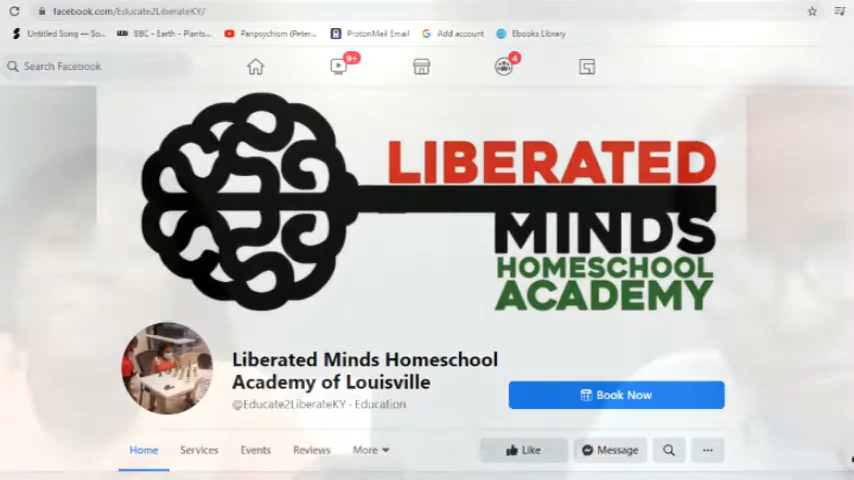 facebook.com/Educate2LiberateKY/
Untitled Song — So... BBC - Earth - Plants... Panpsychism (Peter... ProtonMail Email Add account Ebooks Library
Search Facebook 9+ 4
LIBERATED
MINDS
HOMESCHOOL
ACADEMY
Liberated Minds Homeschool
Academy of Louisville
@Educate2LiberateKY · Education
Book Now
Home Services Events Reviews More Like Message